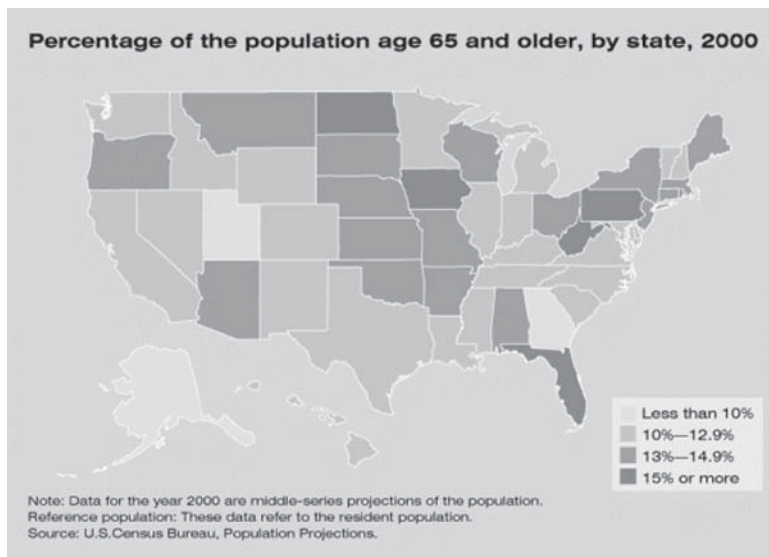 Percentage of the population age 65 and older, by state, 2000
Less than 10%
10%—12.9%
13%—14.9%
15% or more
Note: Data for the year 2000 are middle-series projections of the population.
Reference population: These data refer to the resident population.
Source: U.S.Census Bureau, Population Projections.